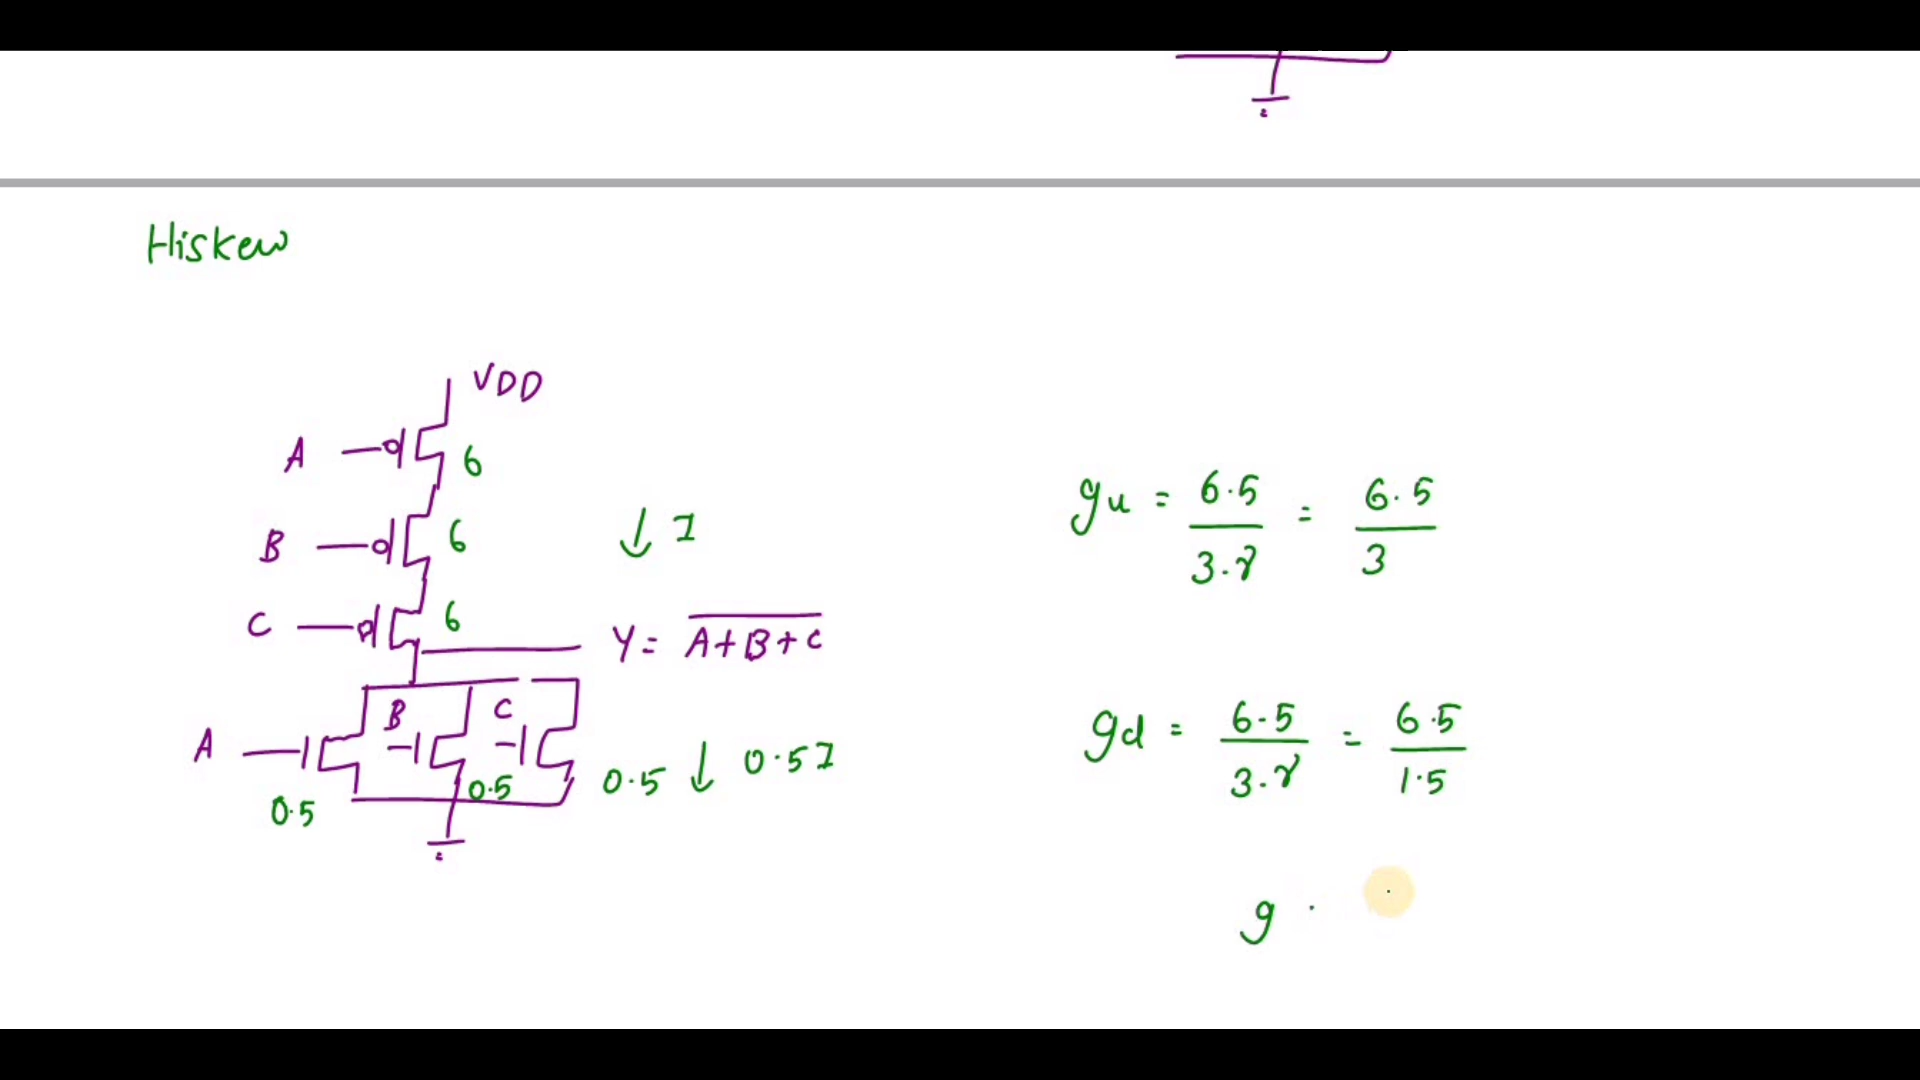 Hiskew
VDD
A 6
B 6
C 6
↓ I
Y = \overline{A+B+C}
A B C
0.5 0.5 0.5 ↓ 0.5I
gu = 6.5/3.r = 6.5/3
gd = 6.5/3.r = 6.5/1.5
g